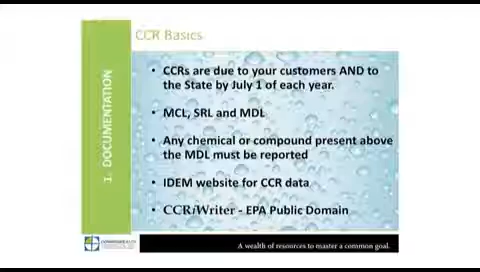 CCR Basics
1. DOCUMENTATION
• CCRs are due to your customers AND to
the State by July 1 of each year.
• MCL, SRL and MDL
• Any chemical or compound present above
the MDL must be reported
• IDEM website for CCR data
• CCRiWriter - EPA Public Domain
COMMONWEALTH
A wealth of resources to master a common goal.